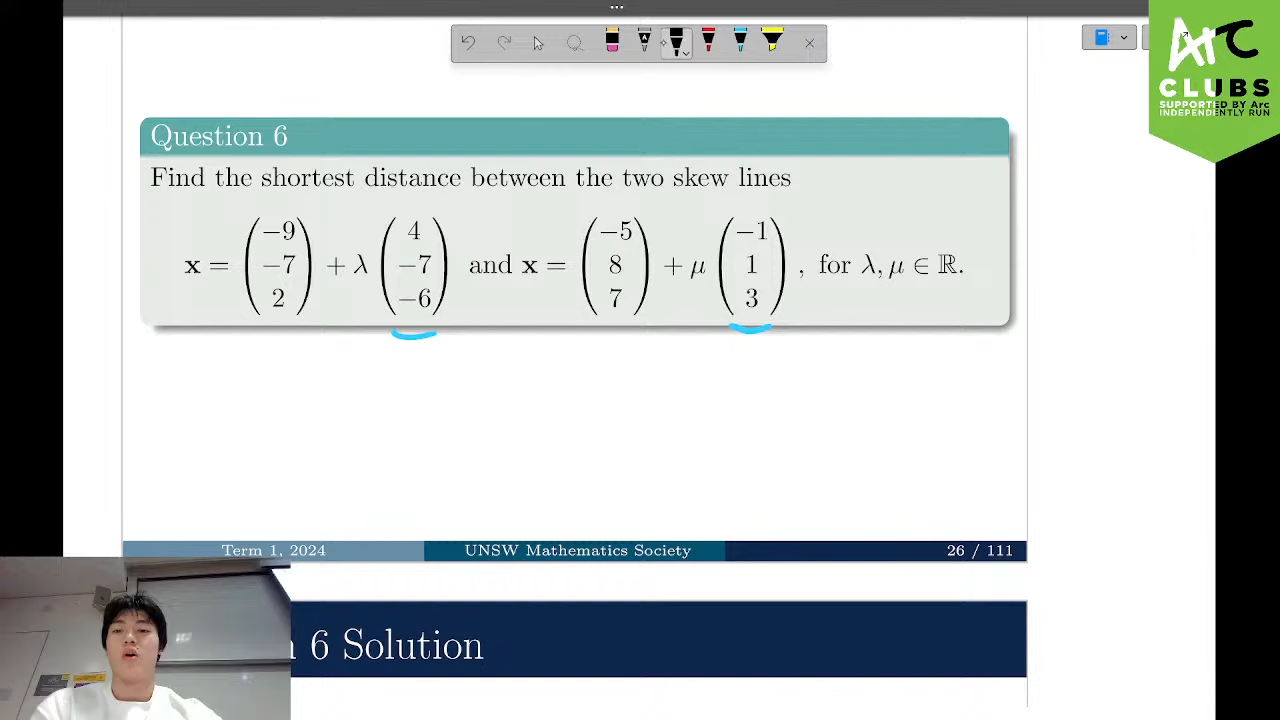 Arc
CLUBS
SUPPORTED BY Arc
INDEPENDENTLY RUN
Question 6
Find the shortest distance between the two skew lines
x = (−9 −7 2) + λ (4 −7 −6) and x = (−5 8 7) + μ (−1 1 3), for λ, μ ∈ ℝ.
Term 1, 2024 UNSW Mathematics Society 26 / 111
6 Solution